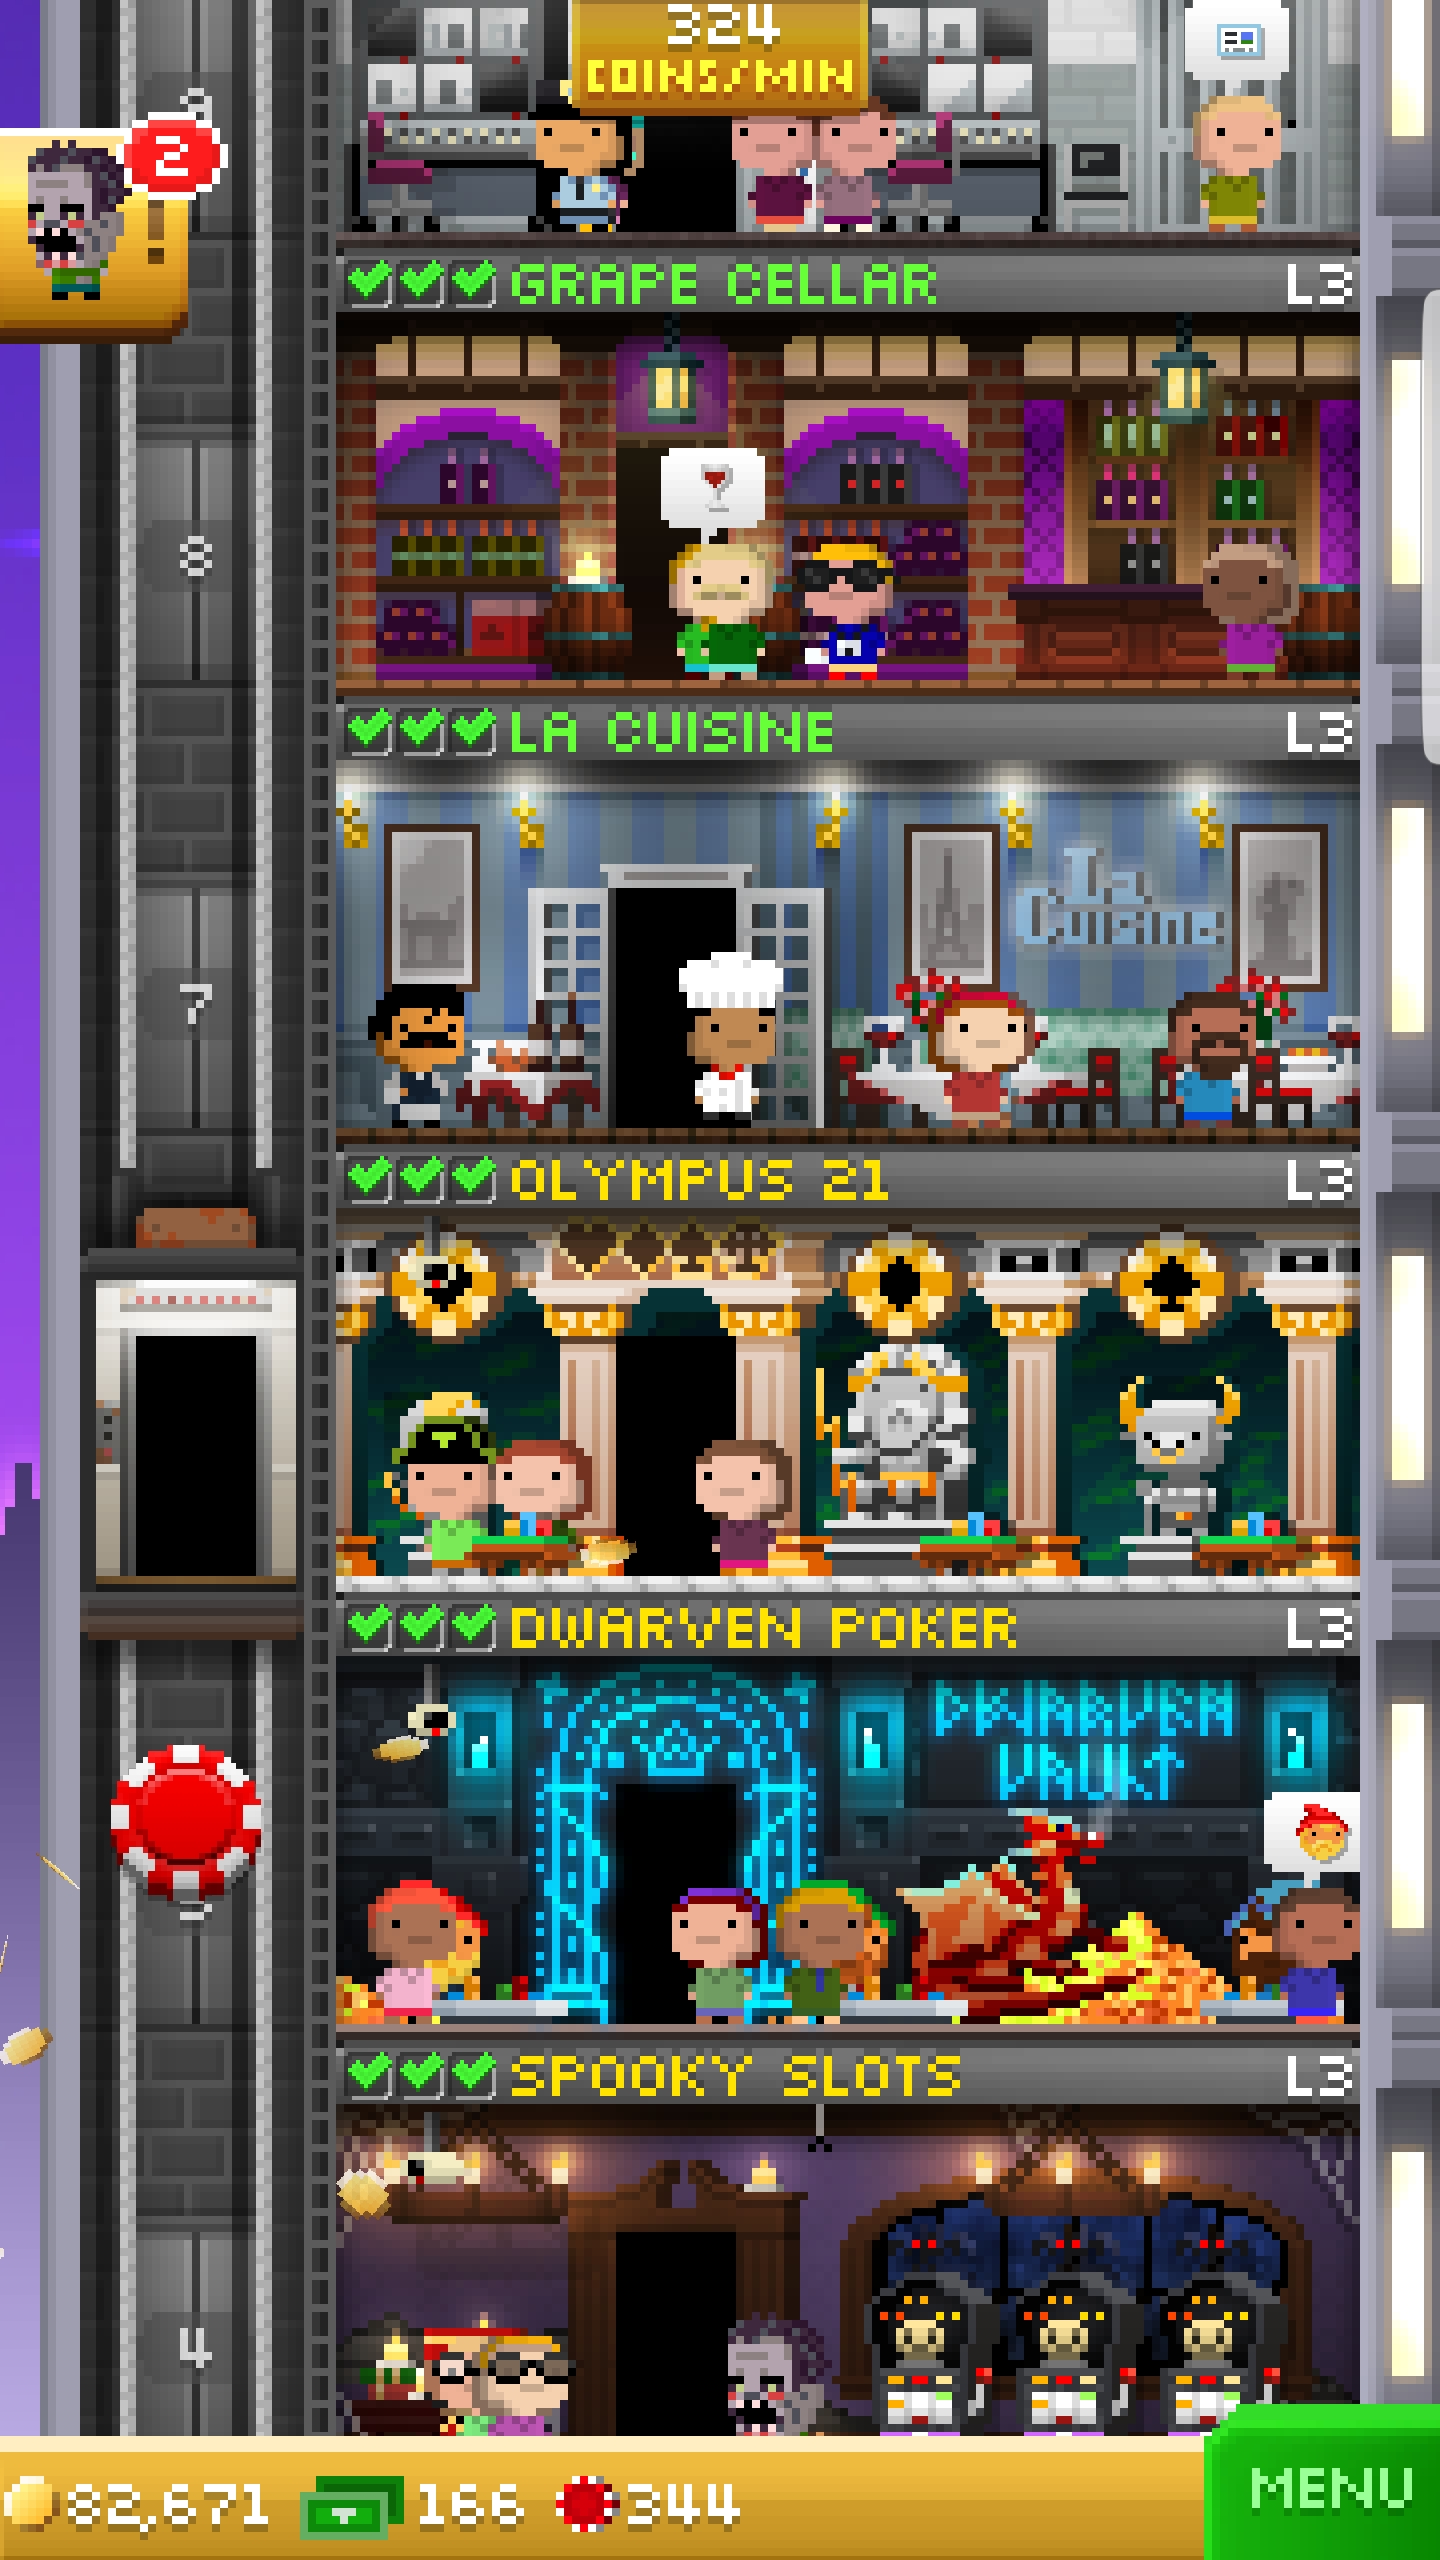 324
COINS/MIN
2
!
9
GRAPE CELLAR L3
8
LA CUISINE L3
La
Cuisine
7
OLYMPUS 21 L3
DWARVEN POKER L3
DWARVEN
VAULT
SPOOKY SLOTS L3
4
82,671 166 344
MENU